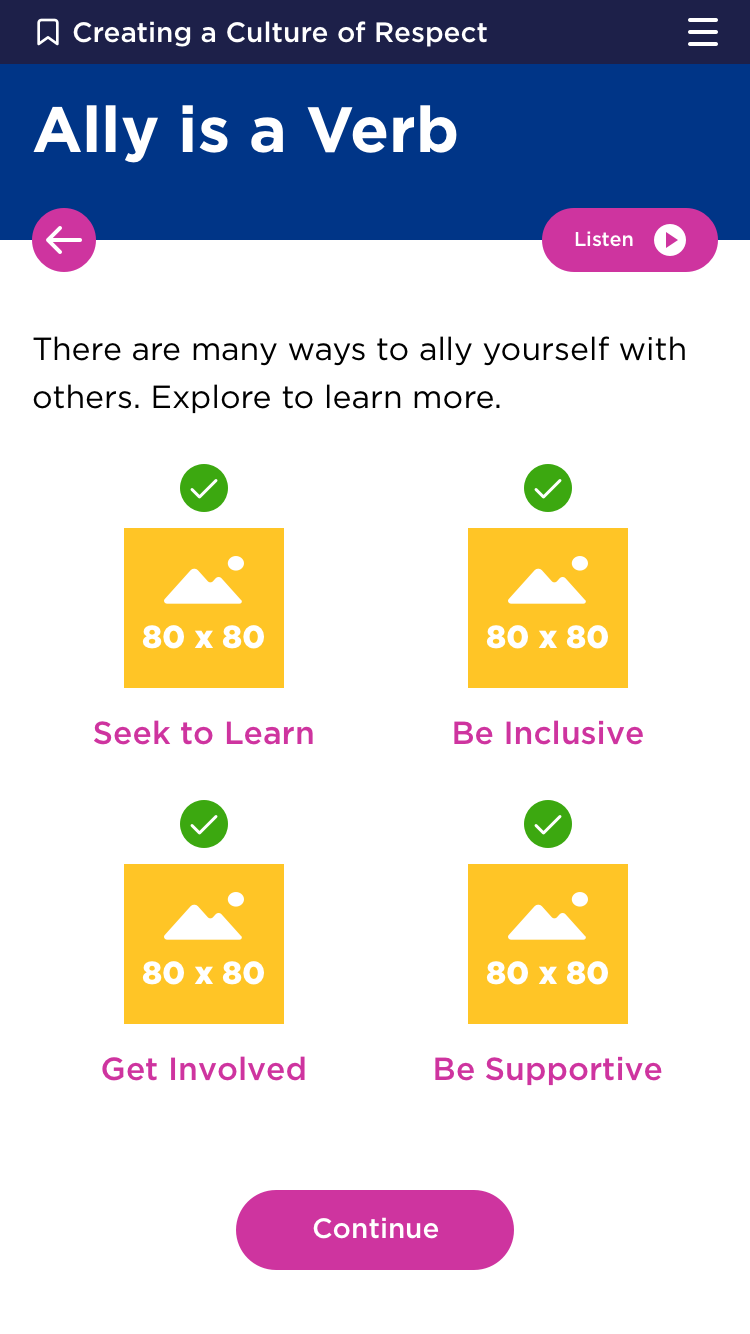 Creating a Culture of Respect
Ally is a Verb
Listen
There are many ways to ally yourself with
others. Explore to learn more.
80 x 80
80 x 80
Seek to Learn
Be Inclusive
80 x 80
80 x 80
Get Involved
Be Supportive
Continue